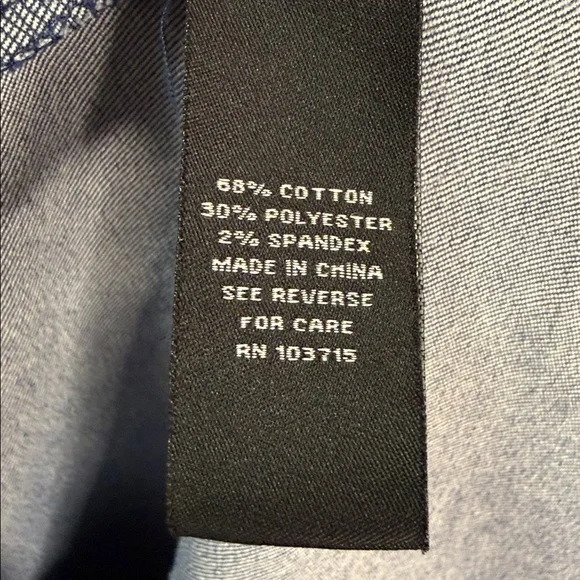 68% COTTON
30% POLYESTER
2% SPANDEX
MADE IN CHINA
SEE REVERSE
FOR CARE
RN 103715